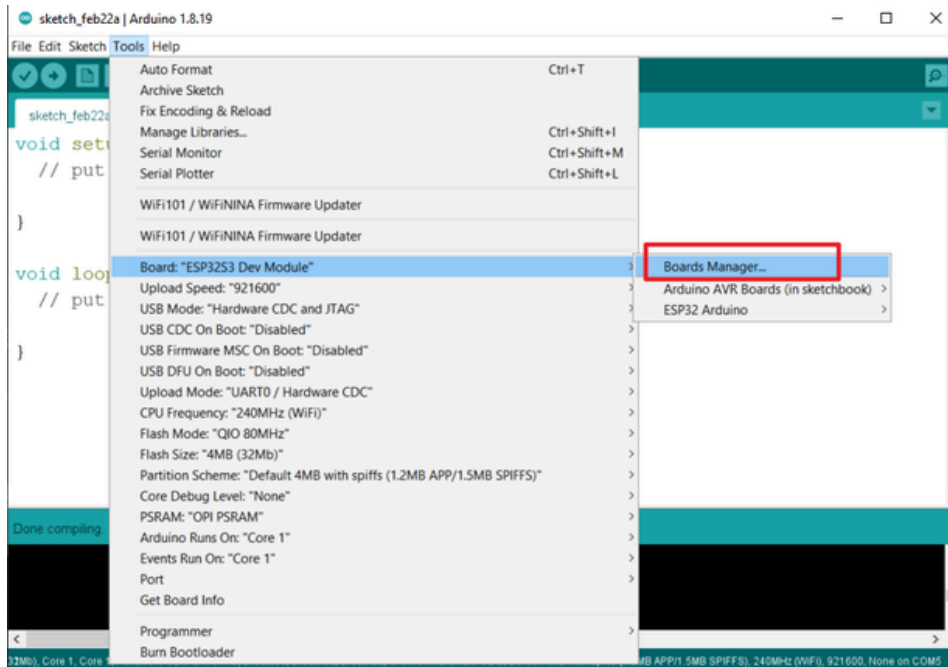 sketch_feb22a | Arduino 1.8.19
File Edit Sketch Tools Help
Auto Format Ctrl+T
Archive Sketch
Fix Encoding & Reload
Manage Libraries... Ctrl+Shift+I
Serial Monitor Ctrl+Shift+M
Serial Plotter Ctrl+Shift+L
WiFi101 / WiFiNINA Firmware Updater
WiFi101 / WiFiNINA Firmware Updater
Board: "ESP32S3 Dev Module"
Upload Speed: "921600"
USB Mode: "Hardware CDC and JTAG"
USB CDC On Boot: "Disabled"
USB Firmware MSC On Boot: "Disabled"
USB DFU On Boot: "Disabled"
Upload Mode: "UART0 / Hardware CDC"
CPU Frequency: "240MHz (WiFi)"
Flash Mode: "QIO 80MHz"
Flash Size: "4MB (32Mb)"
Partition Scheme: "Default 4MB with spiffs (1.2MB APP/1.5MB SPIFFS)"
Core Debug Level: "None"
PSRAM: "OPI PSRAM"
Arduino Runs On: "Core 1"
Events Run On: "Core 1"
Port
Get Board Info
Programmer
Burn Bootloader
Boards Manager...
Arduino AVR Boards (in sketchbook)
ESP32 Arduino
sketch_feb22a
void setu
// put
}
void loop
// put
}
Done compiling.
32Mb), Core 1, Core 1
MB APP/1.5MB SPIFFS), 240MHz (WiFi), 921600, None on COM6